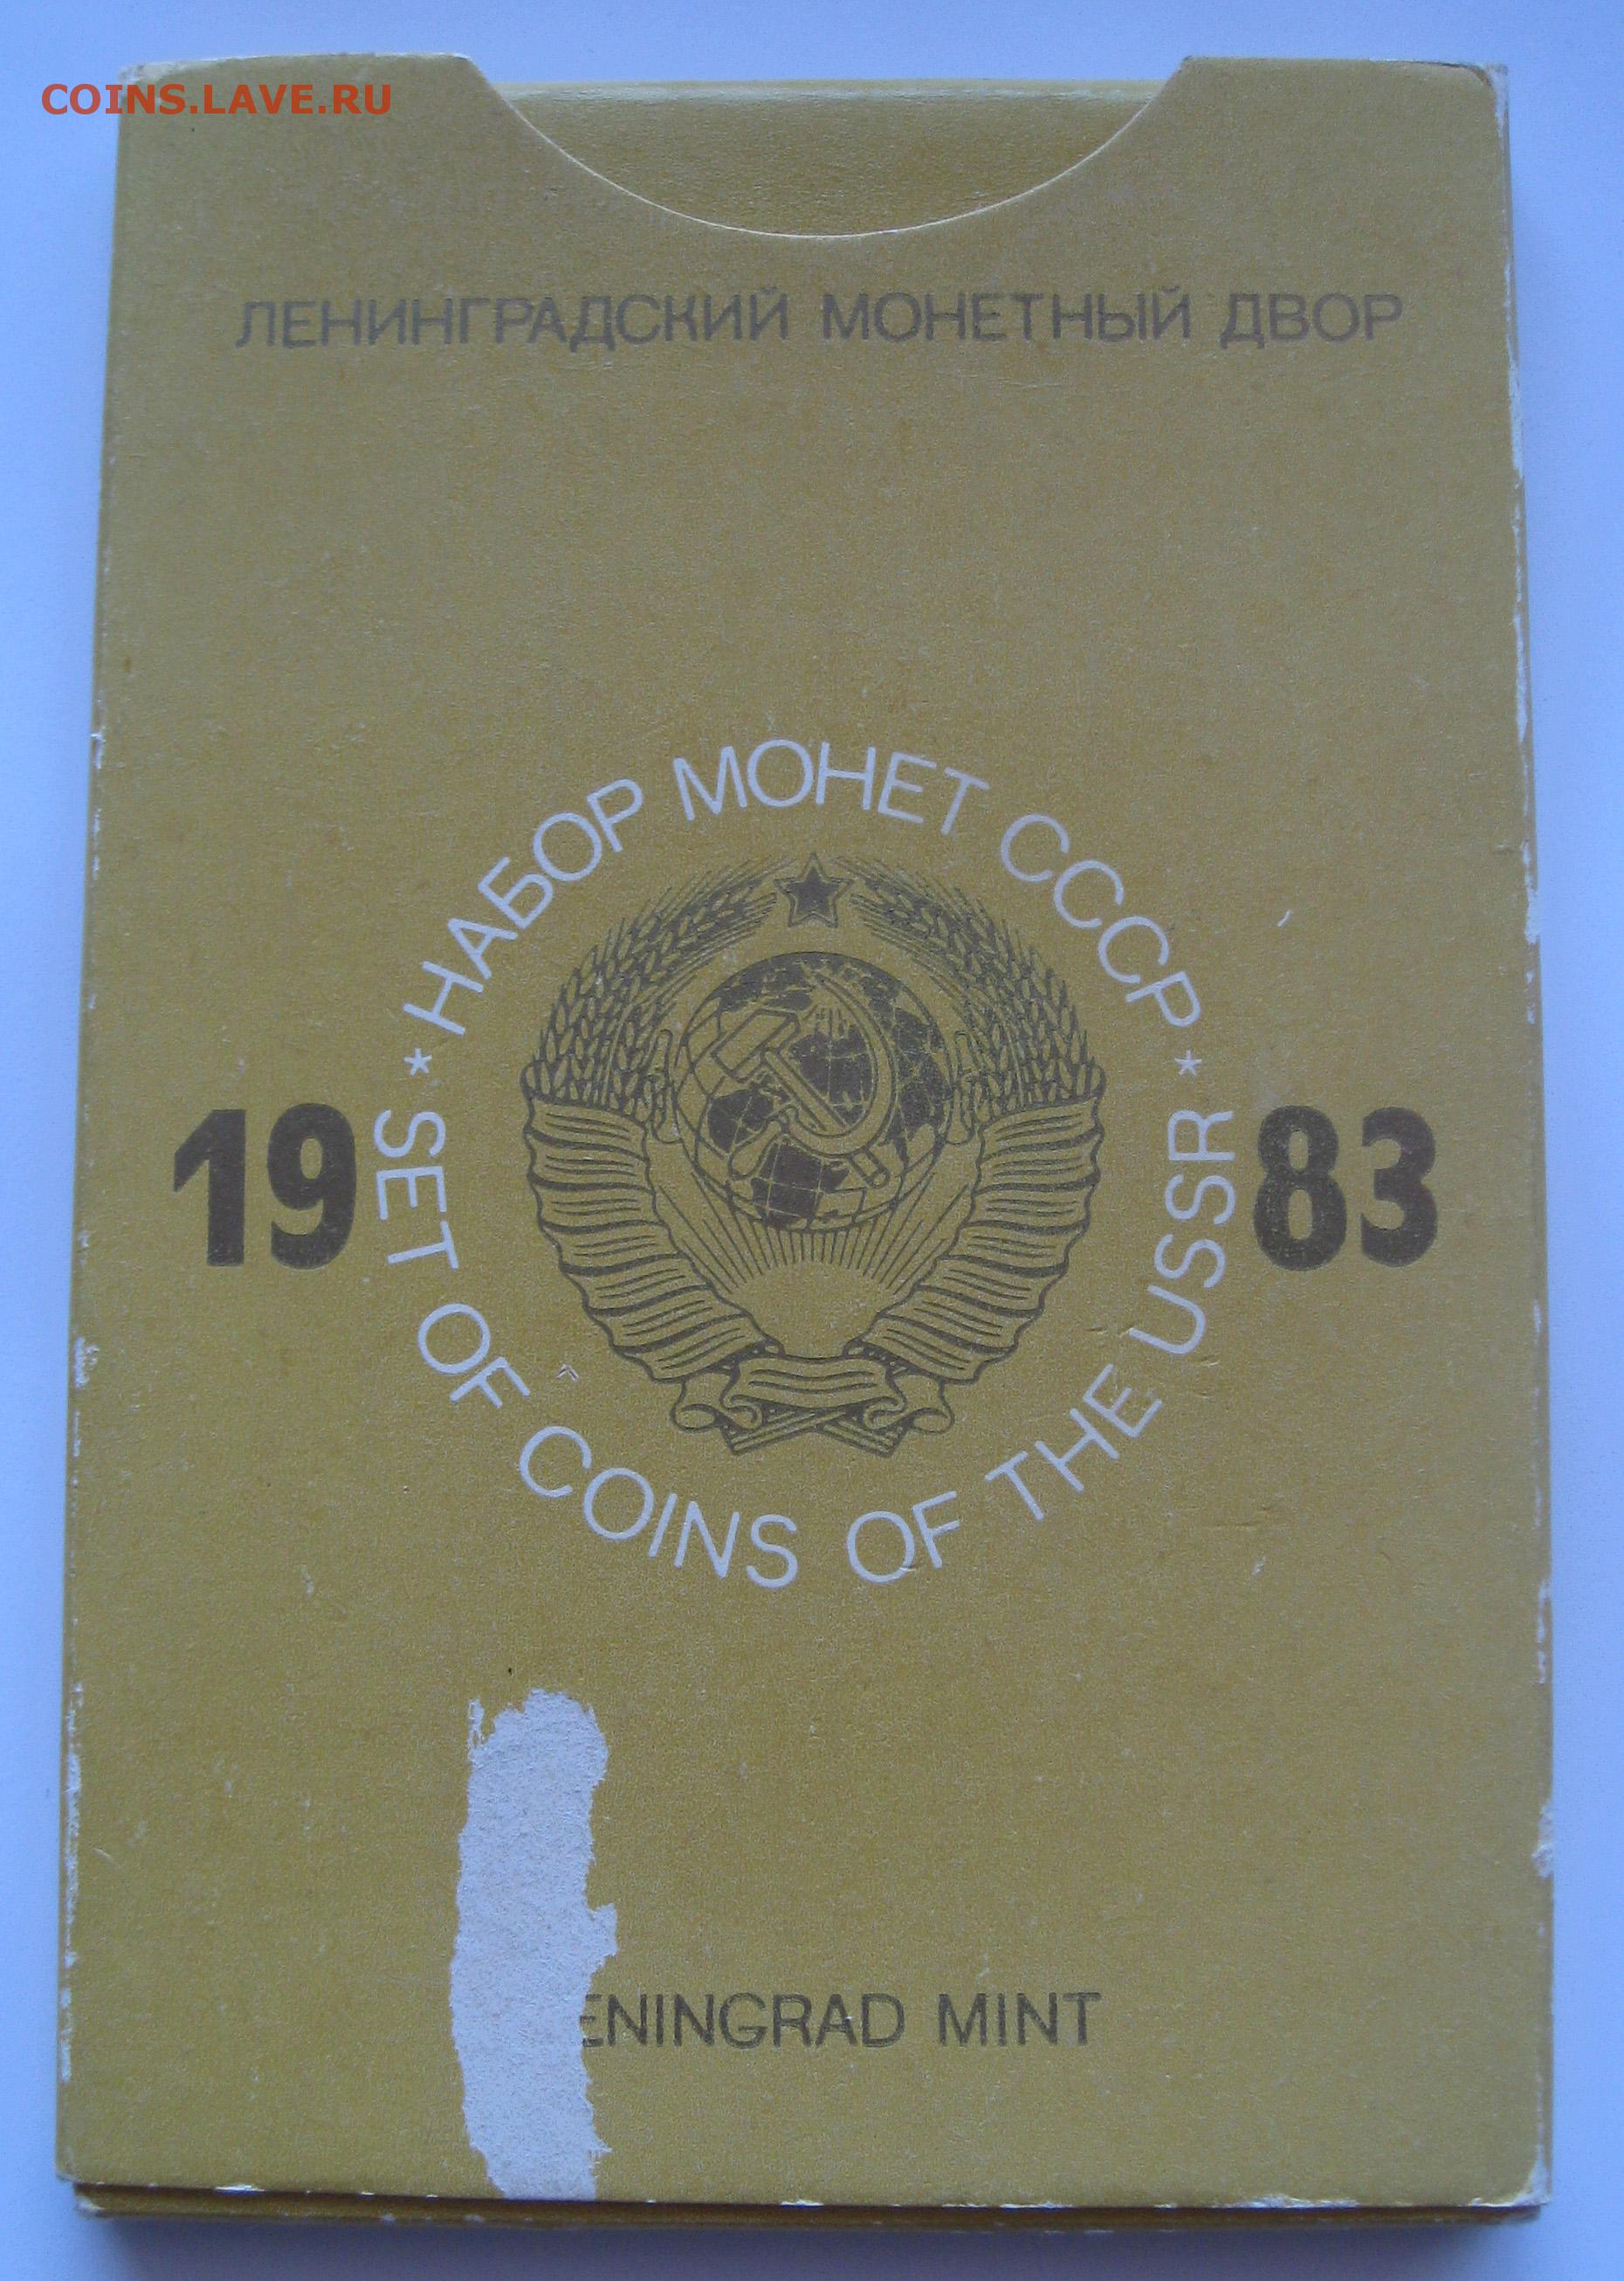 COINS.LAVE.RU
ЛЕНИНГРАДСКИЙ МОНЕТНЫЙ ДВОР
* НАБОР МОНЕТ СССР *
19 83
SET OF COINS OF THE USSR
ENINGRAD MINT